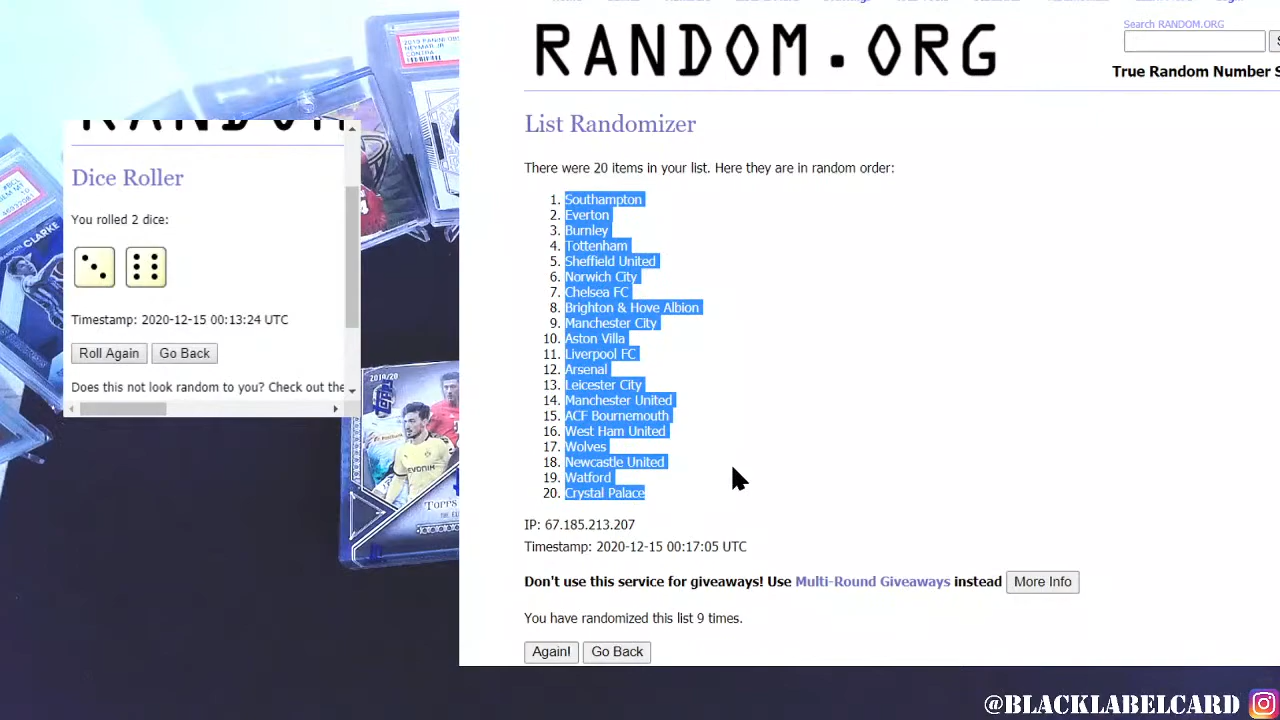 Search RANDOM.ORG
RANDOM.ORG
True Random Number S
List Randomizer
There were 20 items in your list. Here they are in random order:
1. Southampton
2. Everton
3. Burnley
4. Tottenham
5. Sheffield United
6. Norwich City
7. Chelsea FC
8. Brighton & Hove Albion
9. Manchester City
10. Aston Villa
11. Liverpool FC
12. Arsenal
13. Leicester City
14. Manchester United
15. ACF Bournemouth
16. West Ham United
17. Wolves
18. Newcastle United
19. Watford
20. Crystal Palace
IP: 67.185.213.207
Timestamp: 2020-12-15 00:17:05 UTC
Don't use this service for giveaways! Use Multi-Round Giveaways instead More Info
You have randomized this list 9 times.
Again! Go Back
RANDOM
Dice Roller
You rolled 2 dice:
Timestamp: 2020-12-15 00:13:24 UTC
Roll Again Go Back
Does this not look random to you? Check out the
NEYMAR JR
CLARKE
2019/20
EVONIK
@BLACKLABELCARD